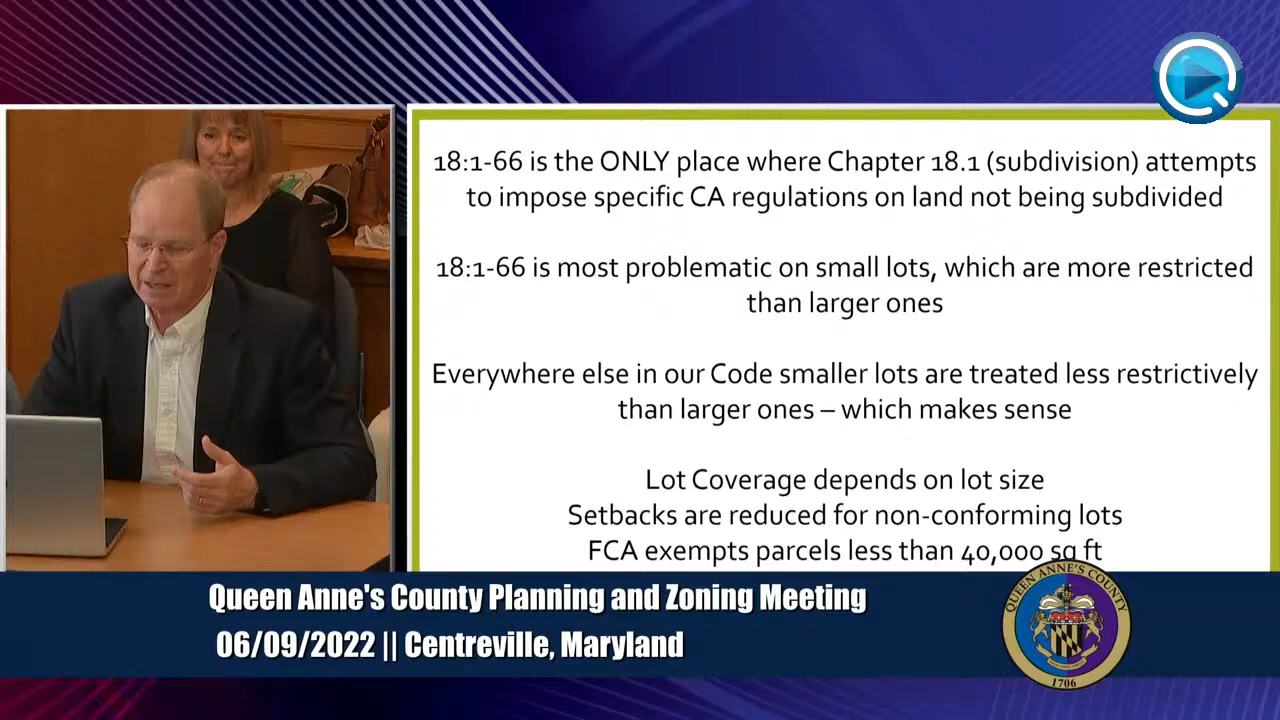 18:1-66 is the ONLY place where Chapter 18.1 (subdivision) attempts
to impose specific CA regulations on land not being subdivided
18:1-66 is most problematic on small lots, which are more restricted
than larger ones
Everywhere else in our Code smaller lots are treated less restrictively
than larger ones – which makes sense
Lot Coverage depends on lot size
Setbacks are reduced for non-conforming lots
FCA exempts parcels less than 40,000 sq ft
Queen Anne's County Planning and Zoning Meeting
06/09/2022 || Centreville, Maryland
QUEEN ANNE'S COUNTY
1706